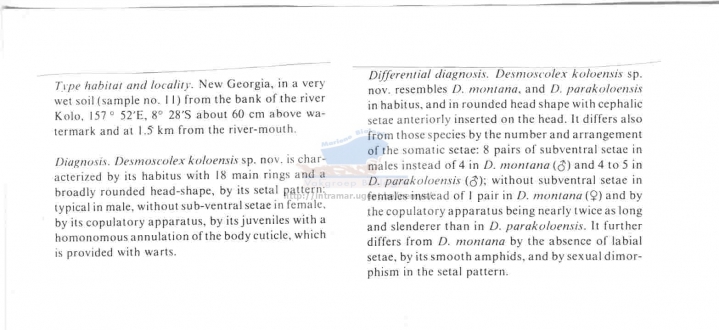 Type habitat and locality. New Georgia, in a very
wet soil (sample no. 11) from the bank of the river
Kolo, 157° 52'E, 8° 28'S about 60 cm above wa-
termark and at 1.5 km from the river-mouth.
Diagnosis. Desmoscolex koloensis sp. nov. is char-
acterized by its habitus with 18 main rings and a
broadly rounded head-shape, by its setal pattern;
typical in male, without sub-ventral setae in female,
by its copulatory apparatus, by its juveniles with a
homonomous annulation of the body cuticle, which
is provided with warts.
Differential diagnosis. Desmoscolex koloensis sp.
nov. resembles D. montana, and D. parakoloensis
in habitus, and in rounded head shape with cephalic
setae anteriorly inserted on the head. It differs also
from those species by the number and arrangement
of the somatic setae: 8 pairs of subventral setae in
males instead of 4 in D. montana (♂) and 4 to 5 in
D. parakoloensis (♂); without subventral setae in
females instead of 1 pair in D. montana (♀) and by
the copulatory apparatus being nearly twice as long
and slenderer than in D. parakoloensis. It further
differs from D. montana by the absence of labial
setae, by its smooth amphids, and by sexual dimor-
phism in the setal pattern.